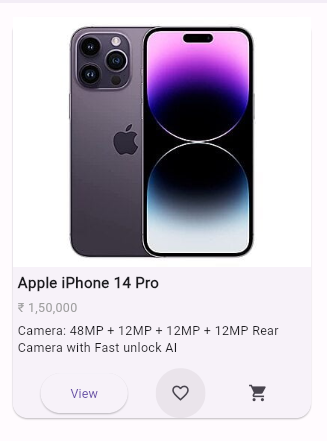 Apple iPhone 14 Pro
₹ 1,50,000
Camera: 48MP + 12MP + 12MP + 12MP Rear
Camera with Fast unlock AI
View